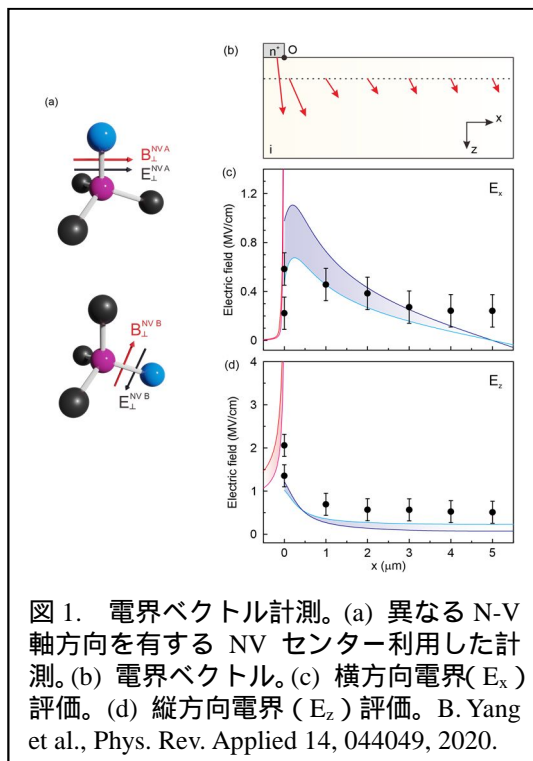 (a)
B⊥^NV A
E⊥^NV A
B⊥^NV B
E⊥^NV B
(b)
n+ O
x
z
i
(c)
Ex
Electric field (MV/cm)
1.2
0.8
0.4
0
(d)
Ez
Electric field (MV/cm)
4
3
2
1
0
0 1 2 3 4 5
x (μm)
図 1. 電界ベクトル計測。(a) 異なる N-V
軸方向を有する NV センター利用した計
測。(b) 電界ベクトル。(c) 横方向電界(Ex)
評価。(d) 縦方向電界(Ez)評価。B. Yang
et al., Phys. Rev. Applied 14, 044049, 2020.